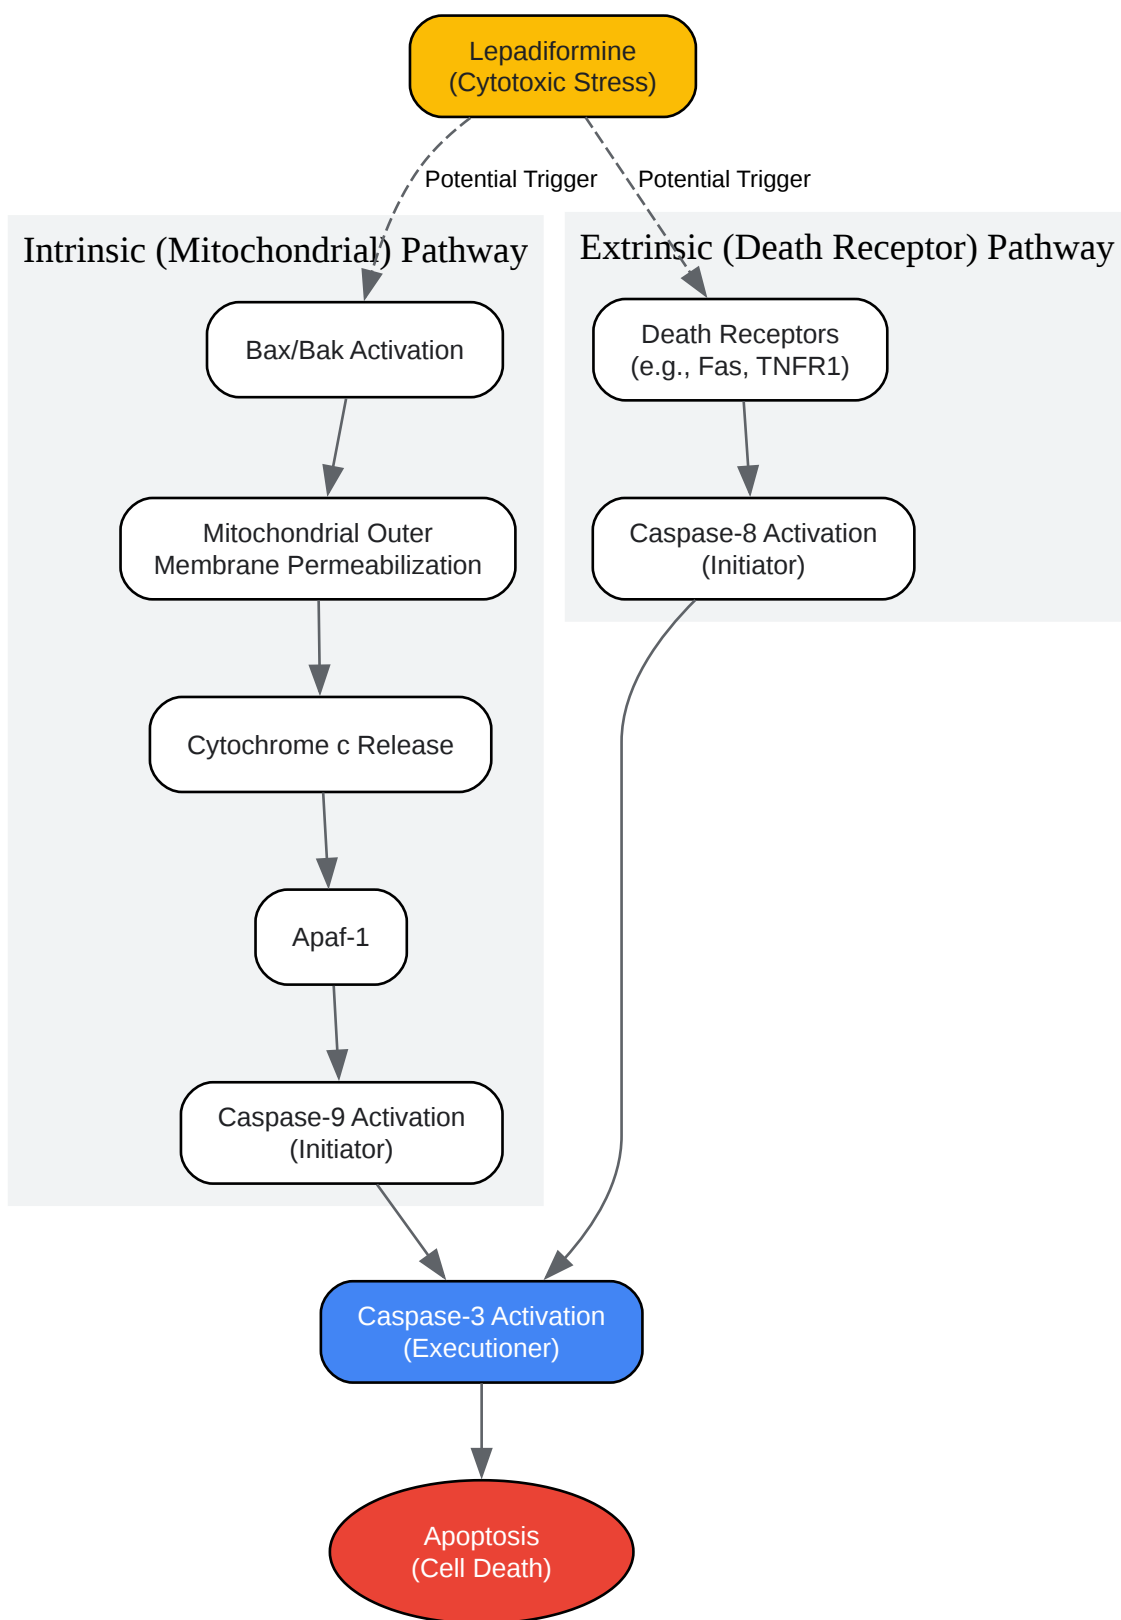 Lepadiformine
(Cytotoxic Stress)
Potential Trigger
Potential Trigger
Intrinsic (Mitochondrial) Pathway
Extrinsic (Death Receptor) Pathway
Bax/Bak Activation
Death Receptors
(e.g., Fas, TNFR1)
Mitochondrial Outer
Membrane Permeabilization
Caspase-8 Activation
(Initiator)
Cytochrome c Release
Apaf-1
Caspase-9 Activation
(Initiator)
Caspase-3 Activation
(Executioner)
Apoptosis
(Cell Death)